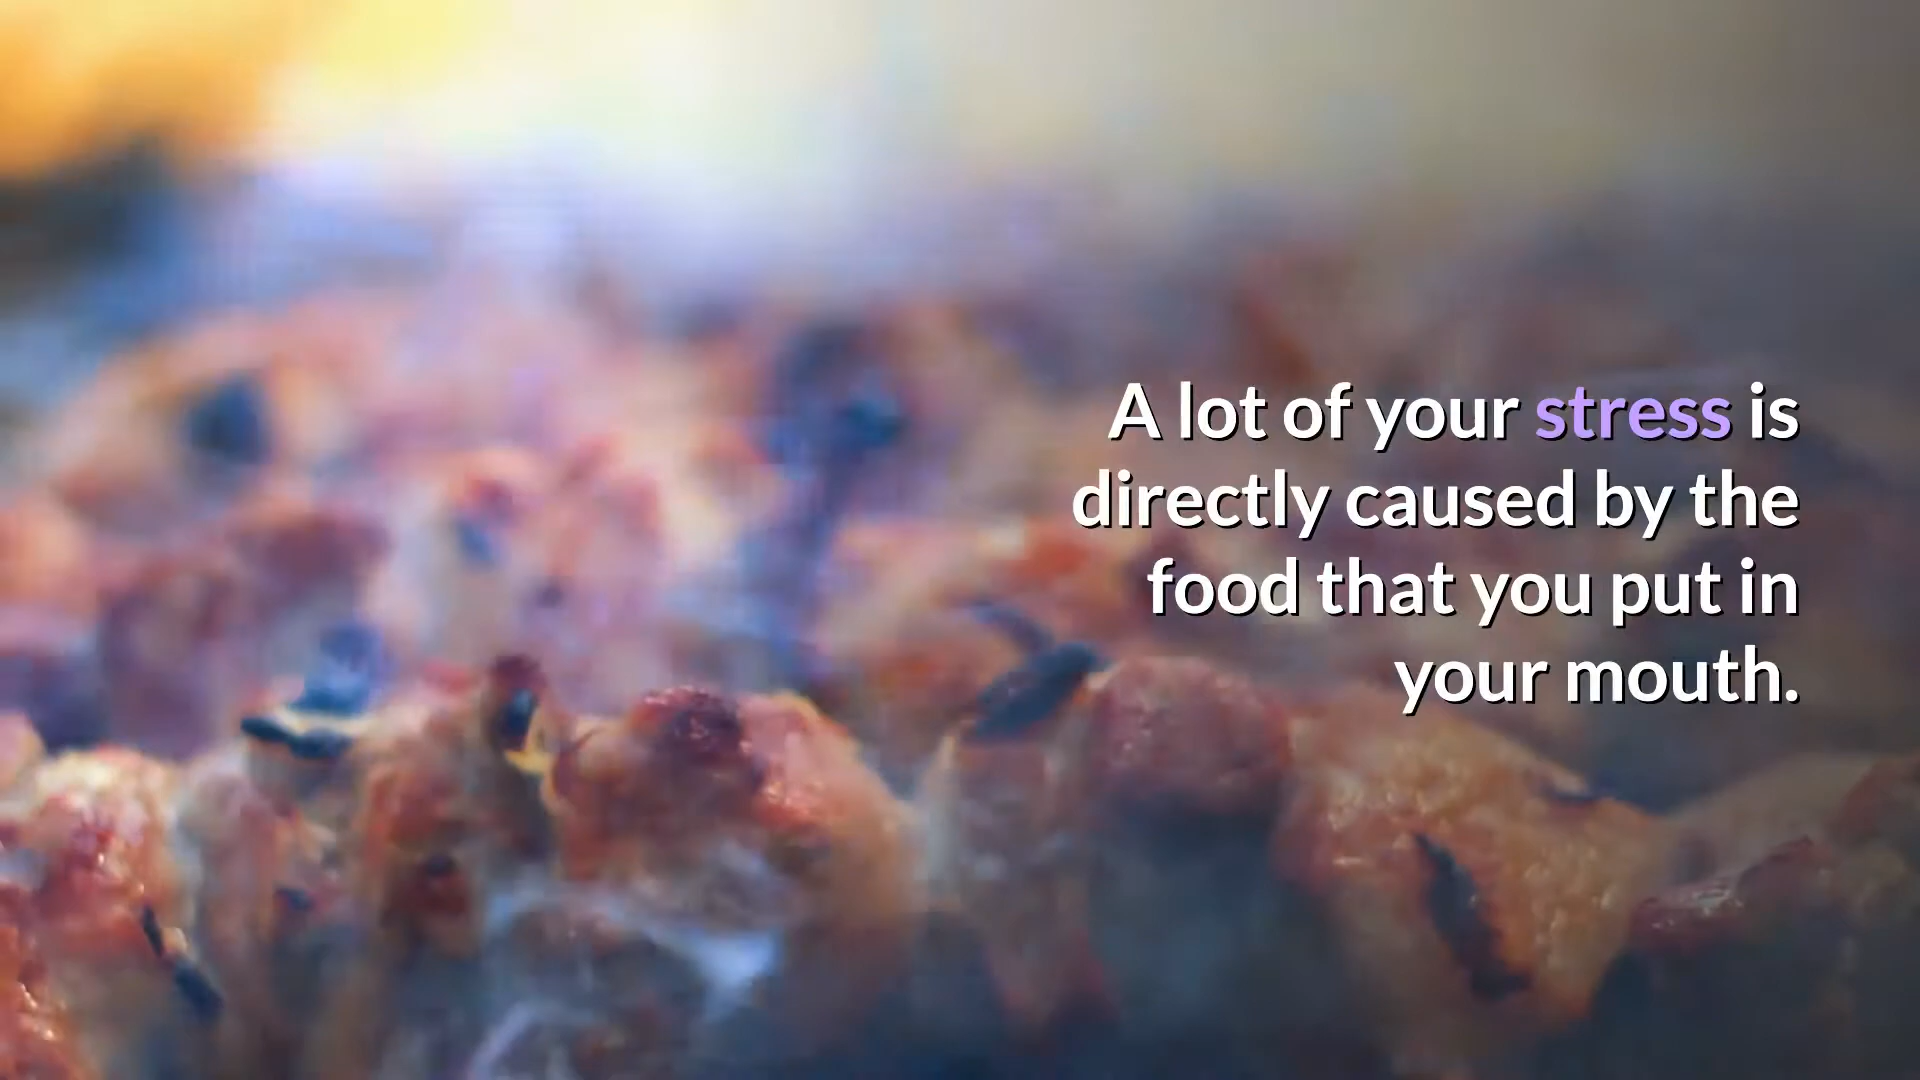 A lot of your stress is
directly caused by the
food that you put in
your mouth.